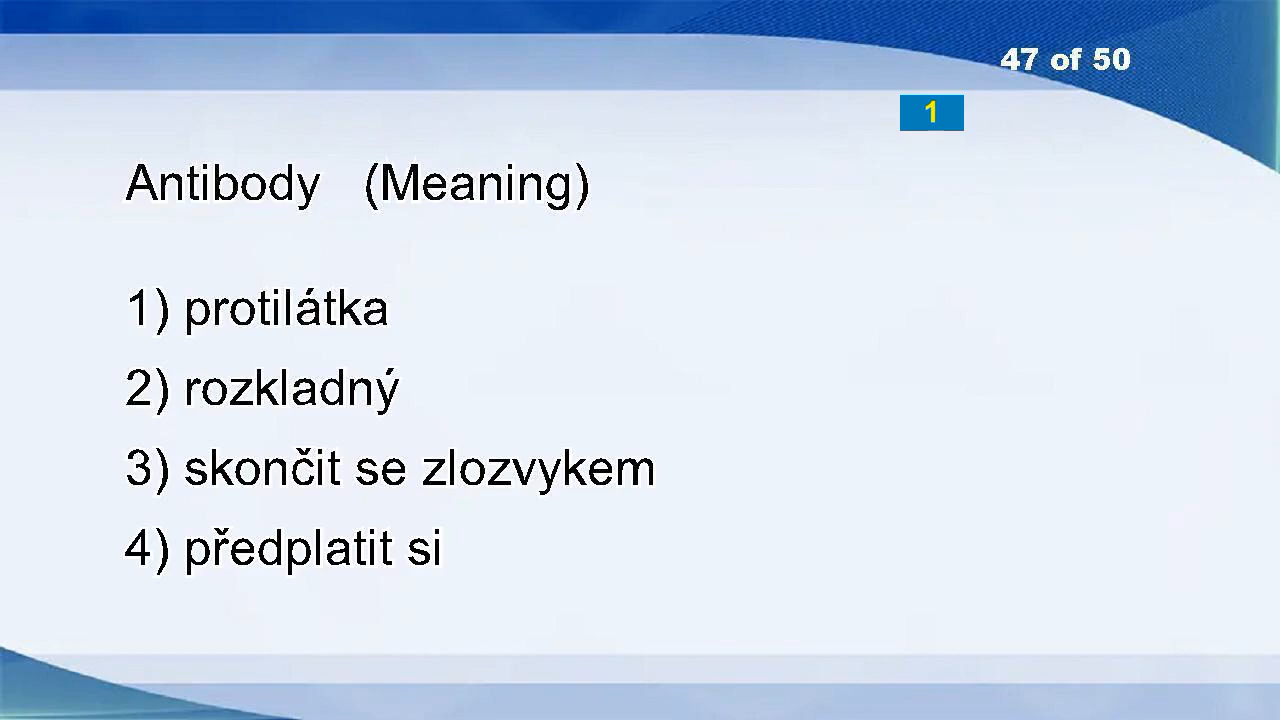 47 of 50
1
Antibody (Meaning)
1) protilátka
2) rozkladný
3) skončit se zlozvykem
4) předplatit si